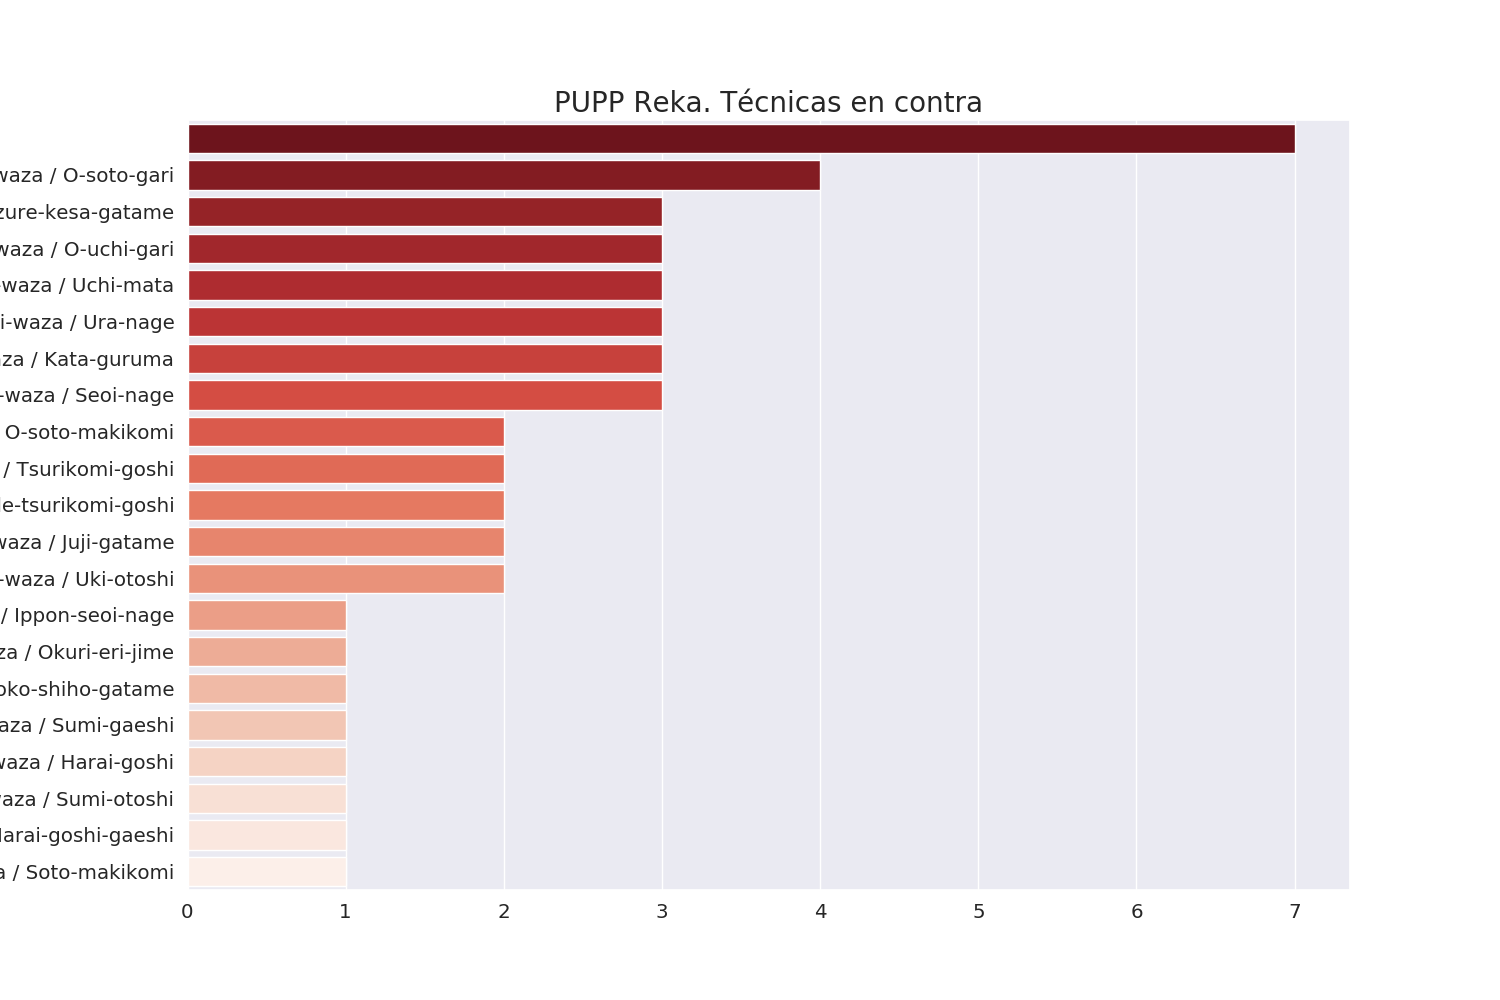 PUPP Reka. Técnicas en contra
waza / O-soto-gari
zure-kesa-gatame
waza / O-uchi-gari
-waza / Uchi-mata
i-waza / Ura-nage
za / Kata-guruma
-waza / Seoi-nage
O-soto-makikomi
/ Tsurikomi-goshi
e-tsurikomi-goshi
waza / Juji-gatame
-waza / Uki-otoshi
/ Ippon-seoi-nage
za / Okuri-eri-jime
oko-shiho-gatame
aza / Sumi-gaeshi
waza / Harai-goshi
aza / Sumi-otoshi
Harai-goshi-gaeshi
a / Soto-makikomi
0 1 2 3 4 5 6 7